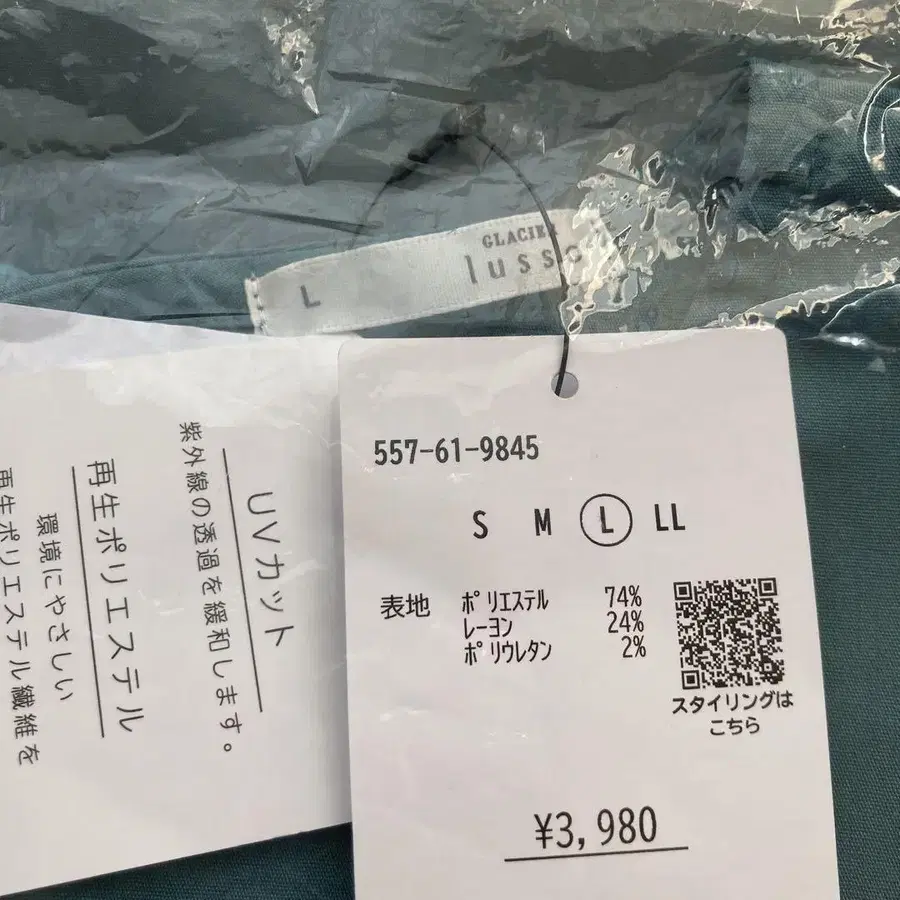 GLACIER
lusso
L
557-61-9845
S M L LL
表地 ポリエステル 74%
レーヨン 24%
ポリウレタン 2%
スタイリングは
こちら
¥3,980
UVカット
紫外線の透過を緩和します。
再生ポリエステル
環境にやさしい
再生ポリエステル繊維を